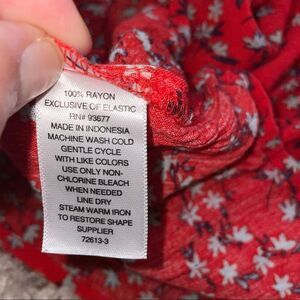 100% RAYON
EXCLUSIVE OF ELASTIC
RN# 93677
MADE IN INDONESIA
MACHINE WASH COLD
GENTLE CYCLE
WITH LIKE COLORS
USE ONLY NON-
CHLORINE BLEACH
WHEN NEEDED
LINE DRY
STEAM WARM IRON
TO RESTORE SHAPE
SUPPLIER
72613-3